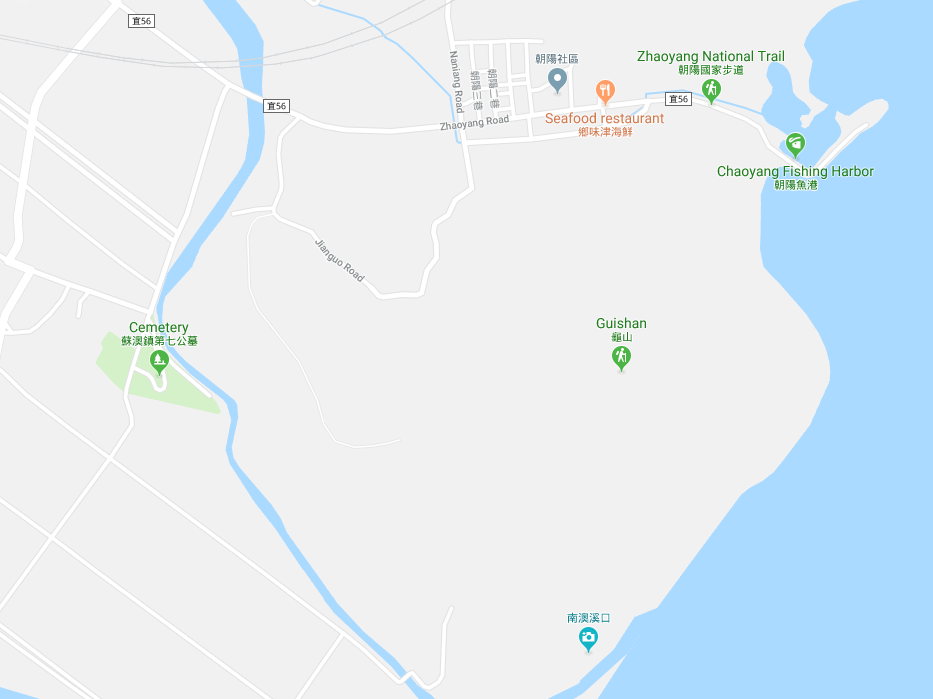 宜56
朝陽社區
Zhaoyang National Trail
朝陽國家步道
Naniang Road
朝陽三巷
朝陽二巷
宜56
宜56
Zhaoyang Road
Seafood restaurant
鄉味津海鮮
Chaoyang Fishing Harbor
朝陽魚港
Jianguo Road
Cemetery
蘇澳鎮第七公墓
Guishan
龜山
南澳溪口